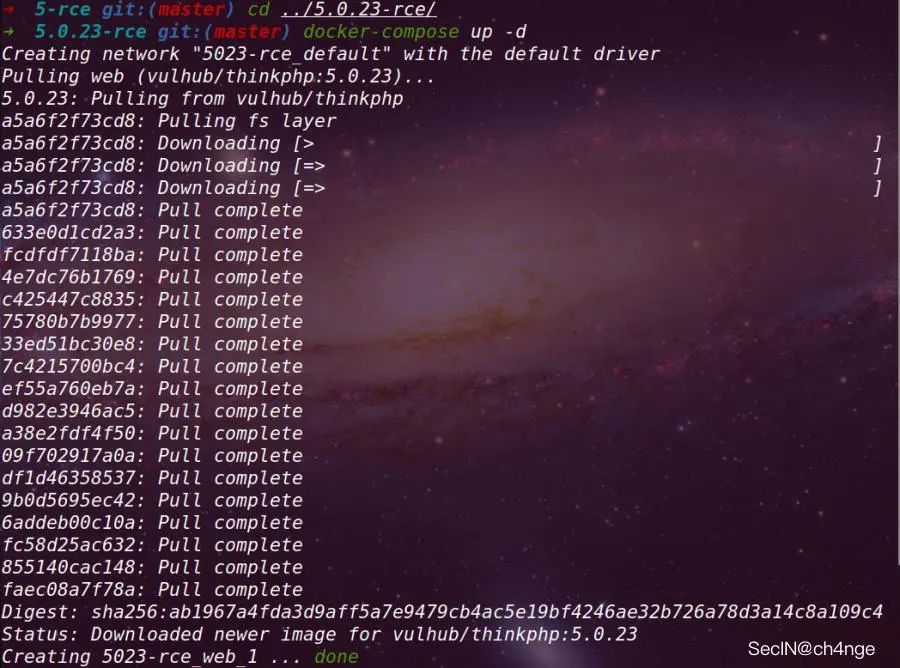 → 5-rce git:(master) cd ../5.0.23-rce/
→ 5.0.23-rce git:(master) docker-compose up -d
Creating network "5023-rce_default" with the default driver
Pulling web (vulhub/thinkphp:5.0.23)...
5.0.23: Pulling from vulhub/thinkphp
a5a6f2f73cd8: Pulling fs layer
a5a6f2f73cd8: Downloading [> ]
a5a6f2f73cd8: Downloading [=> ]
a5a6f2f73cd8: Downloading [=> ]
a5a6f2f73cd8: Pull complete
633e0d1cd2a3: Pull complete
fcdfdf7118ba: Pull complete
4e7dc76b1769: Pull complete
c425447c8835: Pull complete
75780b7b9977: Pull complete
33ed51bc30e8: Pull complete
7c4215700bc4: Pull complete
ef55a760eb7a: Pull complete
d982e3946ac5: Pull complete
a38e2fdf4f50: Pull complete
09f702917a0a: Pull complete
df1d46358537: Pull complete
9b0d5695ec42: Pull complete
6addeb00c10a: Pull complete
fc58d25ac632: Pull complete
855140cac148: Pull complete
faec08a7f78a: Pull complete
Digest: sha256:ab1967a4fda3d9aff5a7e9479cb4ac5e19bf4246ae32b726a78d3a14c8a109c4
Status: Downloaded newer image for vulhub/thinkphp:5.0.23
Creating 5023-rce_web_1 ... done
SecIN@ch4nge